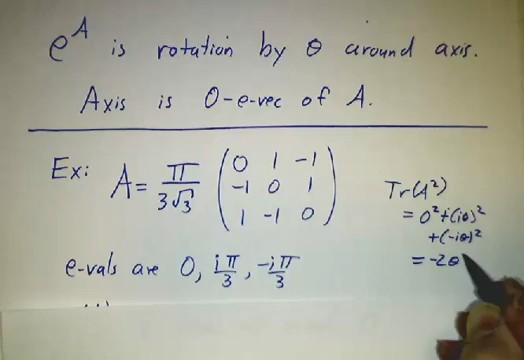 e^A is rotation by θ around axis.
Axis is 0-e-vec of A.
Ex: A = π/(3√3) (0 1 -1
-1 0 1
1 -1 0)
e-vals are 0, iπ/3, -iπ/3
...
Tr(A²)
= 0² + (iθ)²
+ (-iθ)²
= -2θ